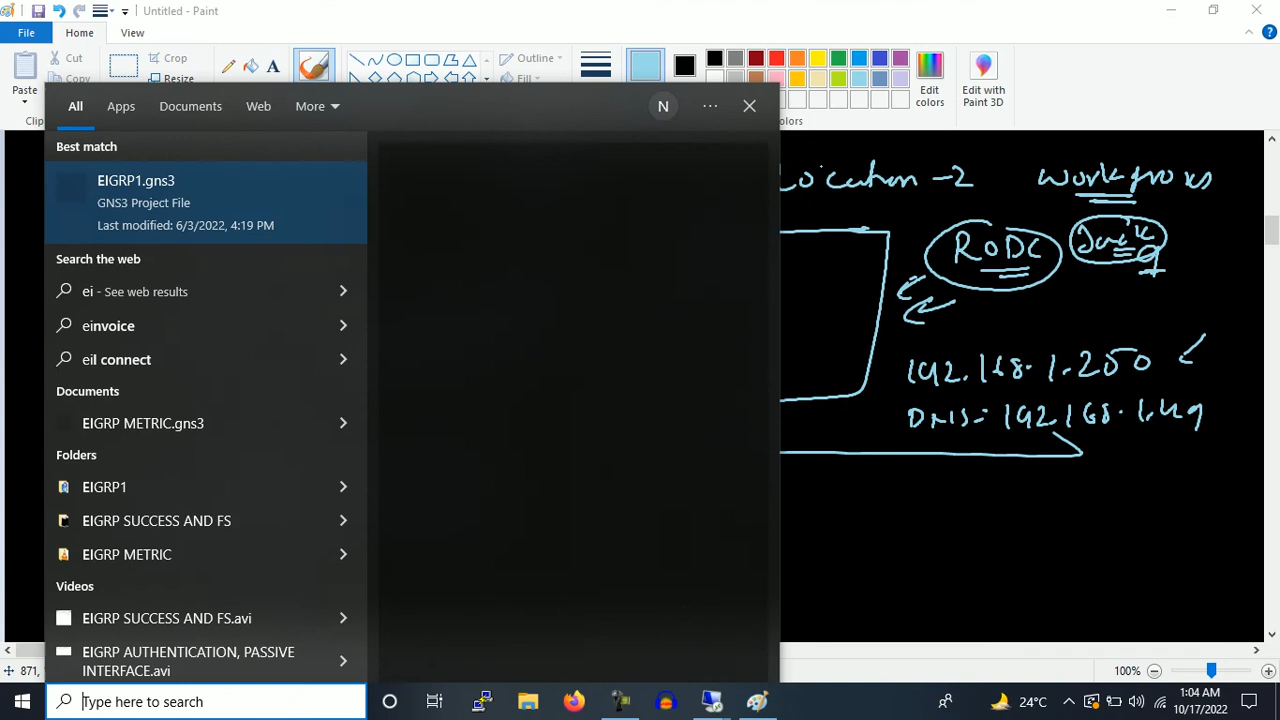 Untitled - Paint
File Home View
Paste
Cut
Copy
Crop
Resize
Outline
Fill
Edit colors
Edit with Paint 3D
All Apps Documents Web More N
Best match
EIGRP1.gns3
GNS3 Project File
Last modified: 6/3/2022, 4:19 PM
Search the web
ei - See web results
einvoice
eil connect
Documents
EIGRP METRIC.gns3
Folders
EIGRP1
EIGRP SUCCESS AND FS
EIGRP METRIC
Videos
EIGRP SUCCESS AND FS.avi
EIGRP AUTHENTICATION, PASSIVE
INTERFACE.avi
Location -2
RODC
192.168.1.250
DNS= 192.168.1.49
871,
100%
Type here to search
24°C
1:04 AM
10/17/2022